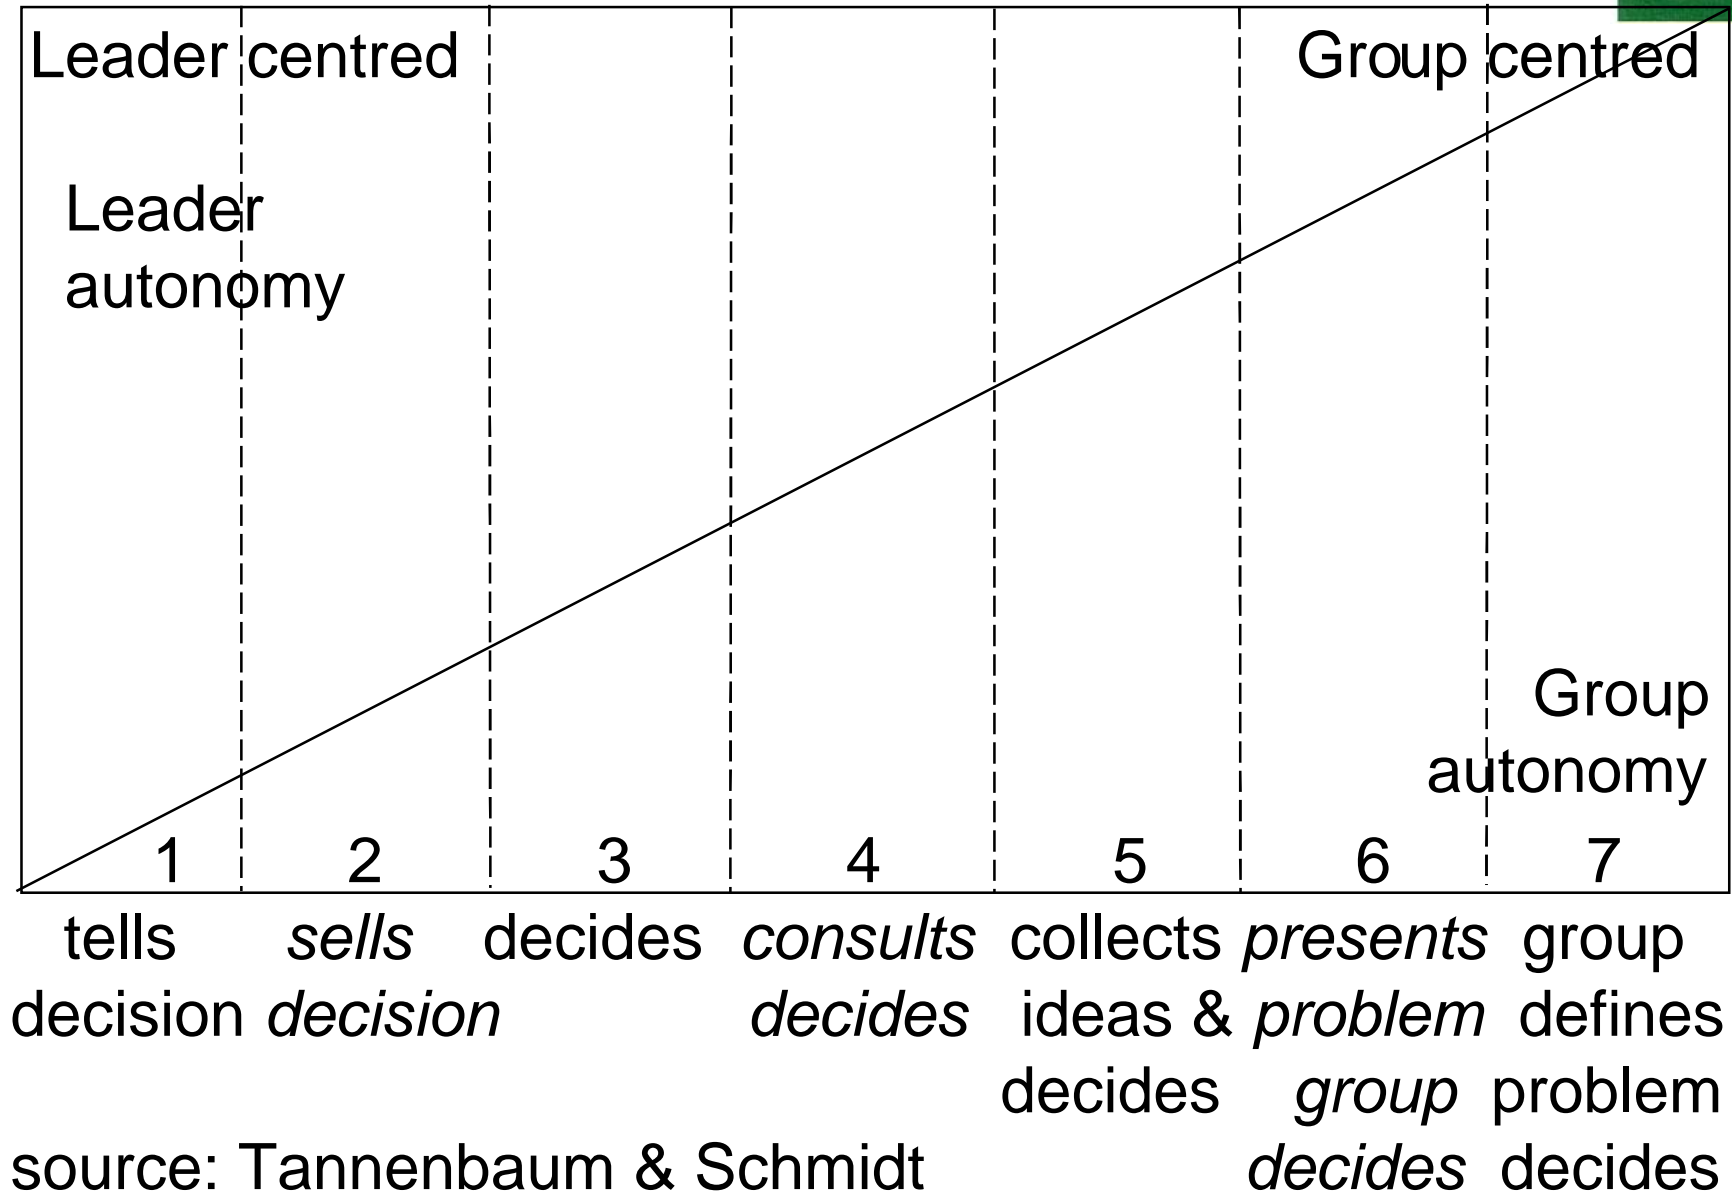 Leader centred Group centred
Leader
autonomy
Group
autonomy
1 2 3 4 5 6 7
tells sells decides consults collects presents group
decision decision decides ideas & problem defines
decides group problem
source: Tannenbaum & Schmidt decides decides